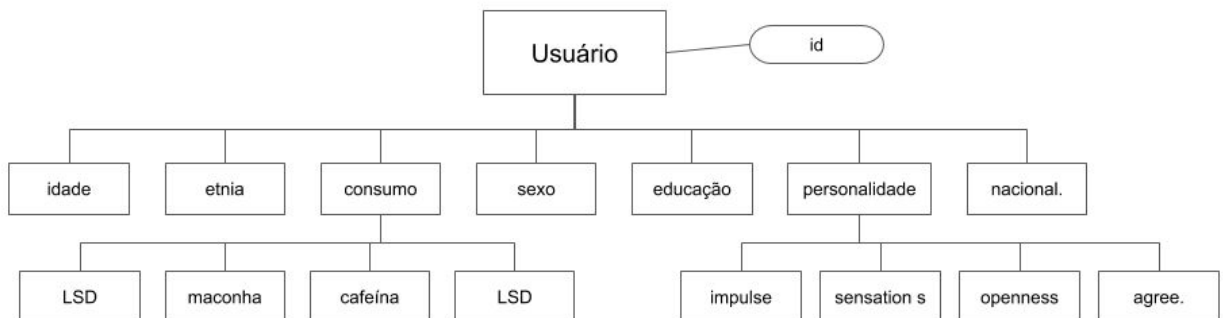 Usuário
id
idade
etnia
consumo
sexo
educação
personalidade
nacional.
LSD
maconha
cafeína
LSD
impulse
sensation s
openness
agree.